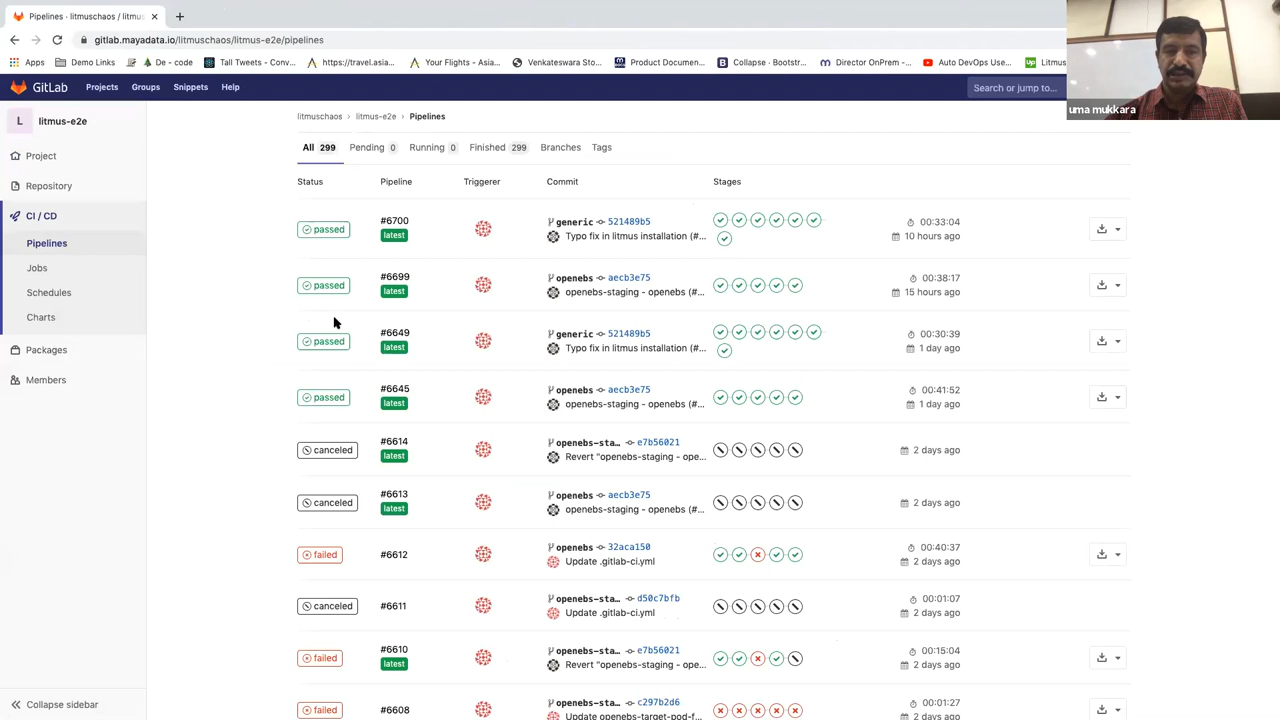 Pipelines · litmuschaos / litmus-
gitlab.mayadata.io/litmuschaos/litmus-e2e/pipelines
Apps
Demo Links
De - code
Tall Tweets - Conv...
https://travel.asia...
Your Flights - Asia...
Venkateswara Sto...
Product Documen...
Collapse · Bootstr...
Director OnPrem - ...
Auto DevOps Use...
Litmu
uma mukkara
GitLab
Projects Groups Snippets Help
Search or jump to...
L litmus-e2e
Project
Repository
CI / CD
Pipelines
Jobs
Schedules
Charts
Packages
Members
Collapse sidebar
litmuschaos > litmus-e2e > Pipelines
All 299 Pending 0 Running 0 Finished 299 Branches Tags
Status Pipeline Triggerer Commit Stages
passed #6700 latest generic 521489b5 00:33:04
Typo fix in litmus installation (#... 10 hours ago
passed #6699 latest openebs aecb3e75 00:38:17
openebs-staging - openebs (#... 15 hours ago
passed #6649 latest generic 521489b5 00:30:39
Typo fix in litmus installation (#... 1 day ago
passed #6645 latest openebs aecb3e75 00:41:52
openebs-staging - openebs (#... 1 day ago
canceled #6614 latest openebs-sta... e7b56021
Revert "openebs-staging - ope... 2 days ago
canceled #6613 latest openebs aecb3e75
openebs-staging - openebs (#... 2 days ago
failed #6612 openebs 32aca150 00:40:37
Update .gitlab-ci.yml 2 days ago
canceled #6611 openebs-sta... d50c7bfb 00:01:07
Update .gitlab-ci.yml 2 days ago
failed #6610 latest openebs-sta... e7b56021 00:15:04
Revert "openebs-staging - ope... 2 days ago
failed #6608 openebs-sta... c297b2d6 00:01:27
Update openebs-target-pod-f... 2 days ago